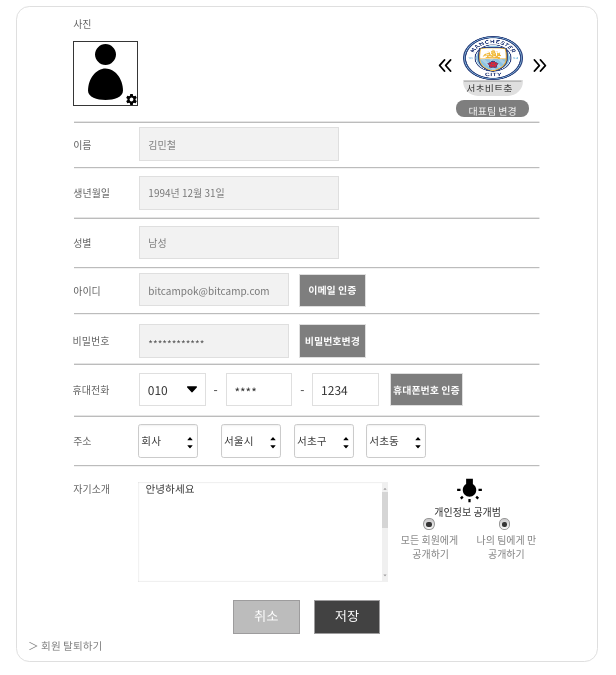 사진
MANCHESTER
CITY
서초비트축
대표팀 변경
이름
김민철
생년월일
1994년 12월 31일
성별
남성
아이디
bitcampok@bitcamp.com
이메일 인증
비밀번호
************
비밀번호변경
휴대전화
010 - **** - 1234
휴대폰번호 인증
주소
회사 서울시 서초구 서초동
자기소개
안녕하세요
개인정보 공개범
모든 회원에게
공개하기
나의 팀에게 만
공개하기
취소
저장
> 회원 탈퇴하기